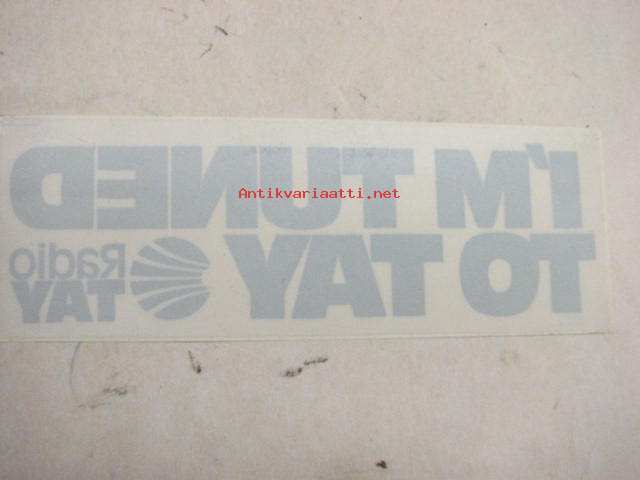 I'M TUNED
Antikvariaatti.net
TO TAY
Radio
TAY